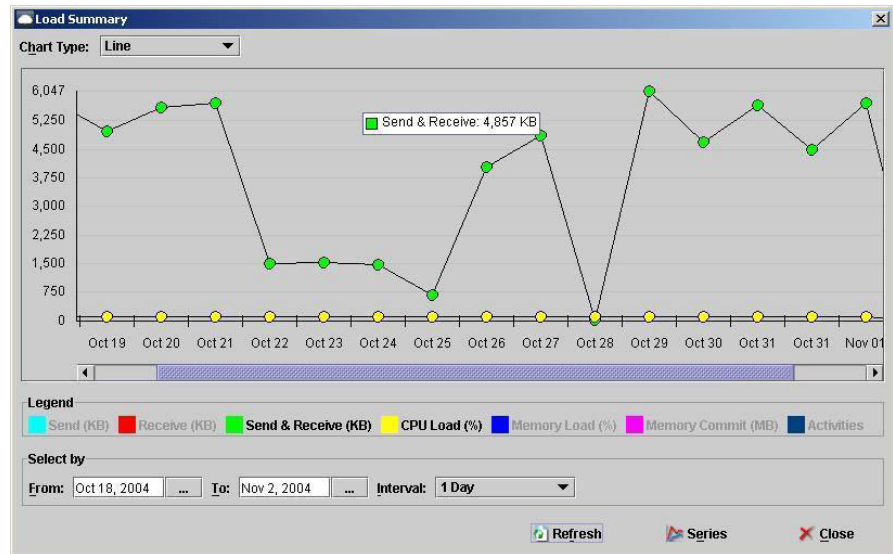 Load Summary
Chart Type: Line
6,047
5,250
4,500
3,750
3,000
2,250
1,500
750
0
Send & Receive: 4,857 KB
Oct 19 Oct 20 Oct 21 Oct 22 Oct 23 Oct 24 Oct 25 Oct 26 Oct 27 Oct 28 Oct 29 Oct 30 Oct 31 Oct 31 Nov 01
Legend
Send (KB) Receive (KB) Send & Receive (KB) CPU Load (%) Memory Load (%) Memory Commit (MB) Activities
Select by
From: Oct 18, 2004 ... To: Nov 2, 2004 ... Interval: 1 Day
Refresh Series Close